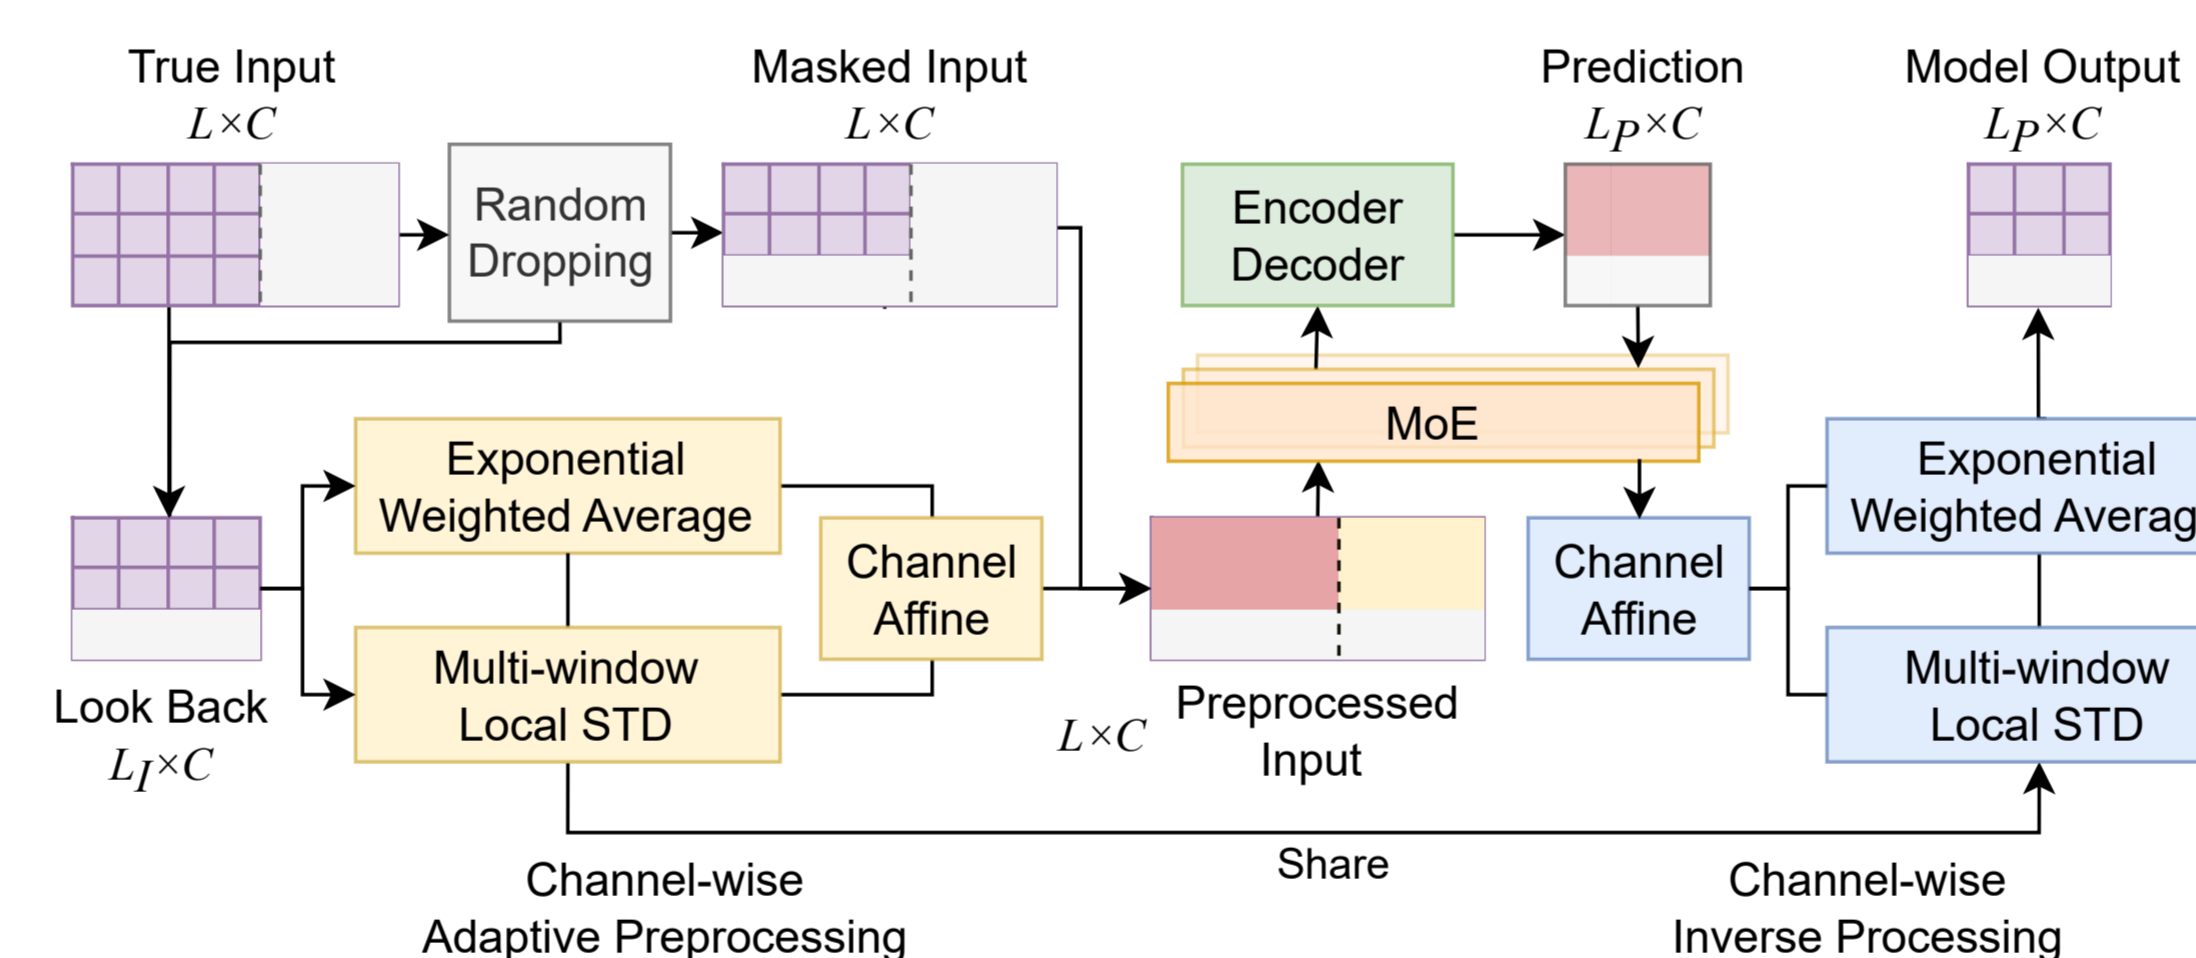 True Input
L×C
Random
Dropping
Masked Input
L×C
Encoder
Decoder
Prediction
L_P×C
Model Output
L_P×C
MoE
Look Back
L_I×C
Exponential
Weighted Average
Multi-window
Local STD
Channel
Affine
L×C
Preprocessed
Input
Channel
Affine
Exponential
Weighted Averag
Multi-window
Local STD
Share
Channel-wise
Adaptive Preprocessing
Channel-wise
Inverse Processing